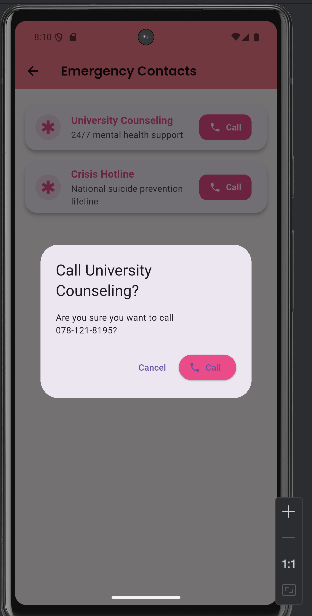 8:10
Emergency Contacts
University Counseling
24/7 mental health support
Call
Crisis Hotline
National suicide prevention
lifeline
Call
Call University
Counseling?
Are you sure you want to call
078-121-8195?
Cancel
Call
1:1